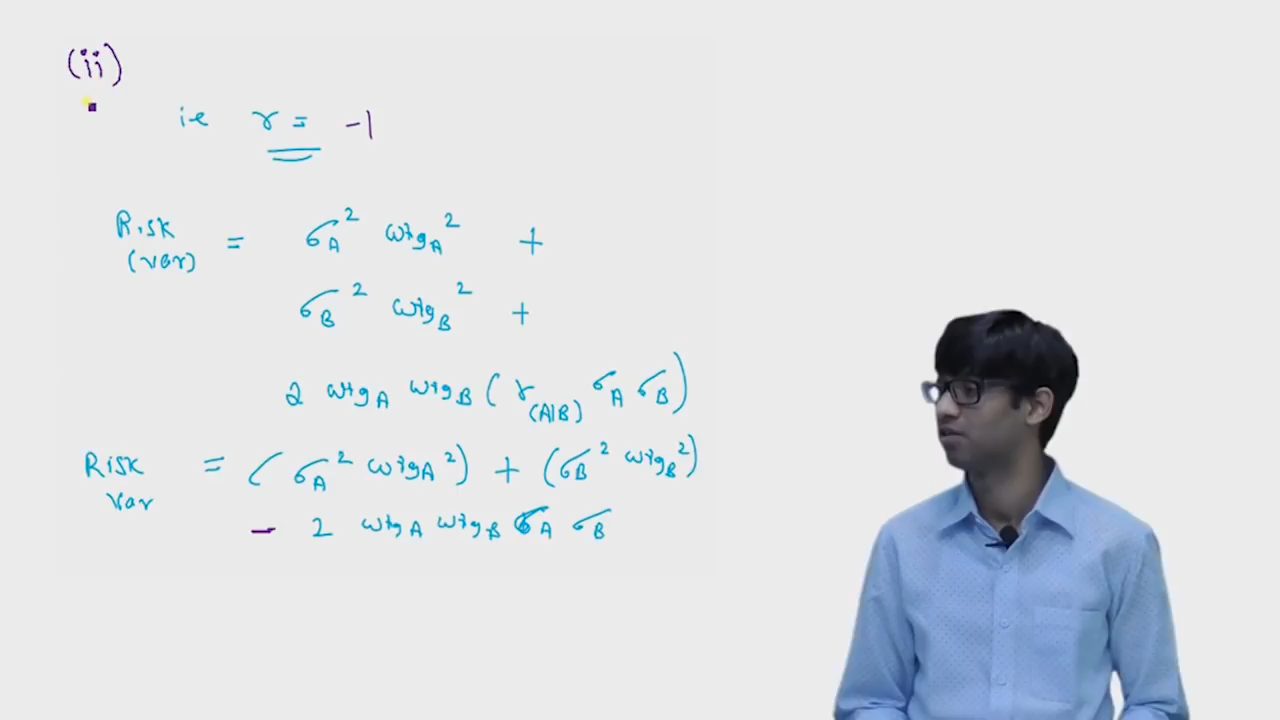 (ii)
ie r = -1
Risk (var) = σA² wtgA² +
σB² wtgB² +
2 wtgA wtgB (r(A|B) σA σB)
Risk var = (σA² wtgA²) + (σB² wtgB²)
- 2 wtgA wtgB σA σB